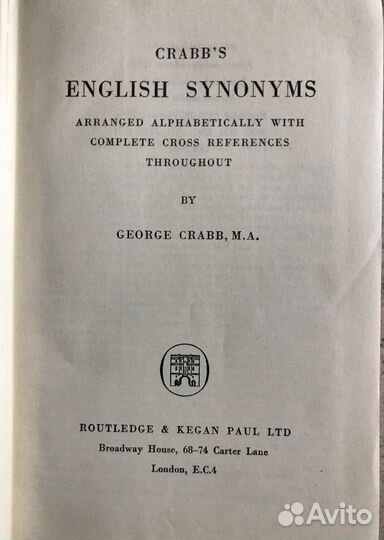 CRABB'S
ENGLISH SYNONYMS
ARRANGED ALPHABETICALLY WITH
COMPLETE CROSS REFERENCES
THROUGHOUT
BY
GEORGE CRABB, M.A.
ROUTLEDGE & KEGAN PAUL LTD
Broadway House, 68–74 Carter Lane
London, E.C.4
Avito